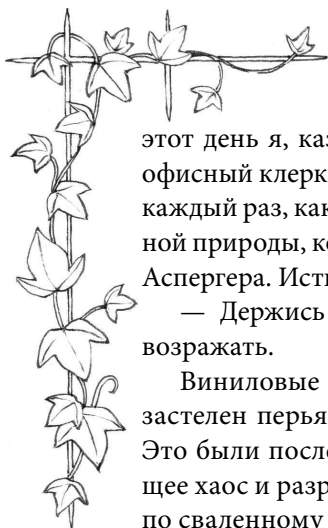 этот день я, каз
офисный клерк
каждый раз, как
ной природы, ко
Аспергера. Исти
— Держись
возражать.
Виниловые
застелен перья
Это были после
щее хаос и разр
по сваленному